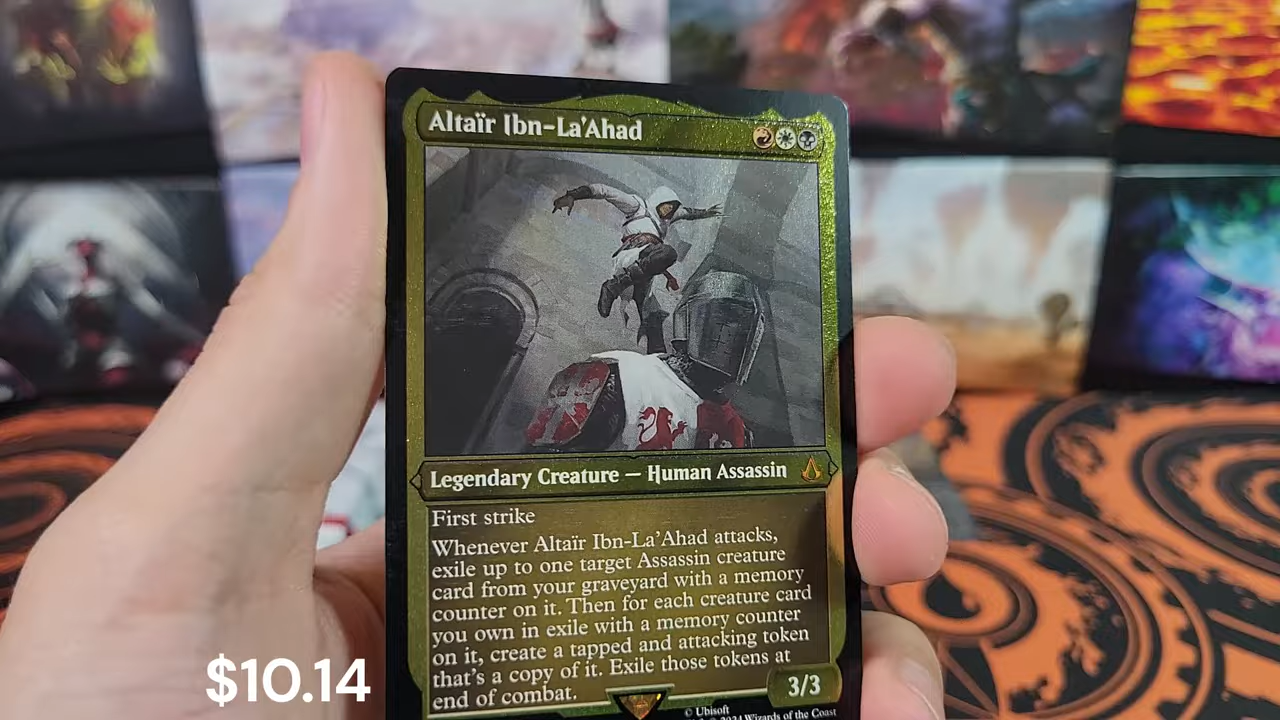 Altaïr Ibn-La'Ahad
Legendary Creature — Human Assassin
First strike
Whenever Altaïr Ibn-La'Ahad attacks,
exile up to one target Assassin creature
card from your graveyard with a memory
counter on it. Then for each creature card
you own in exile with a memory counter
on it, create a tapped and attacking token
that's a copy of it. Exile those tokens at
end of combat.
3/3
© Ubisoft
2024 Wizards of the Coast
$10.14